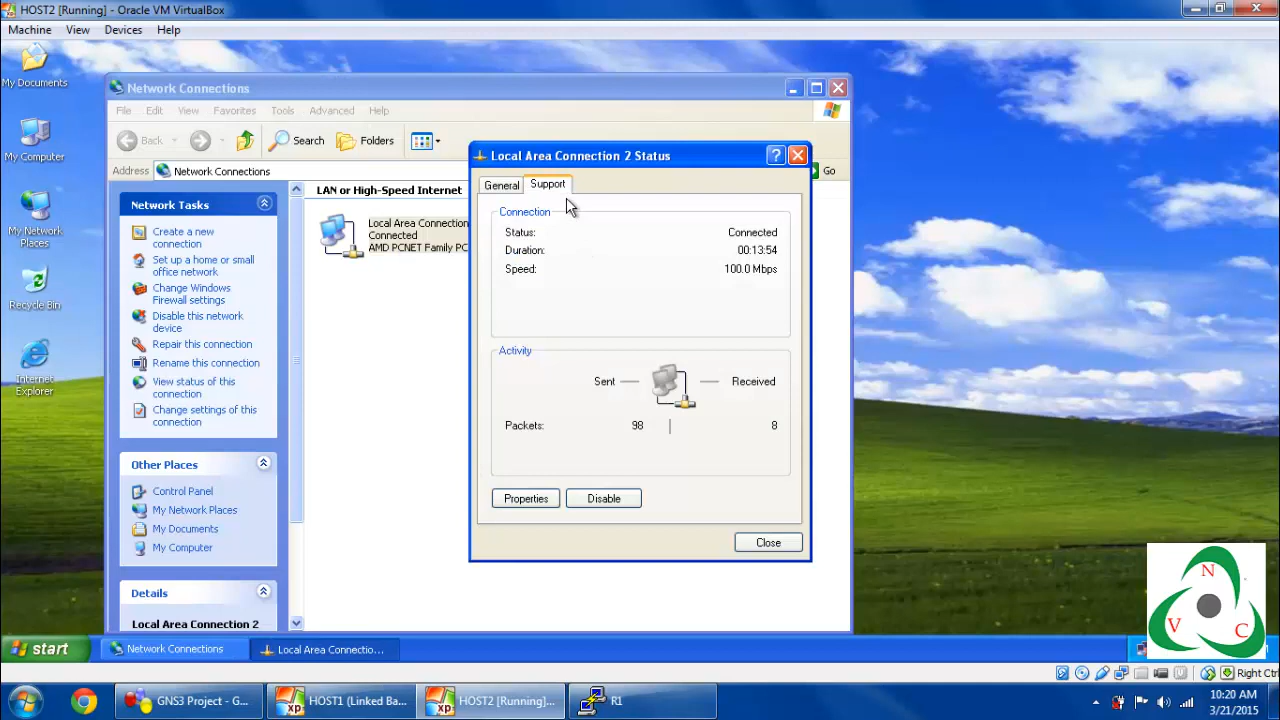 HOST2 [Running] - Oracle VM VirtualBox
Machine View Devices Help
My Documents
My Computer
My Network Places
Recycle Bin
Internet Explorer
Network Connections
File Edit View Favorites Tools Advanced Help
Back Search Folders
Address Network Connections Go
Network Tasks
Create a new connection
Set up a home or small office network
Change Windows Firewall settings
Disable this network device
Repair this connection
Rename this connection
View status of this connection
Change settings of this connection
Other Places
Control Panel
My Network Places
My Documents
My Computer
Details
Local Area Connection 2
LAN or High-Speed Internet
Local Area Connection
Connected
AMD PCNET Family PC
Local Area Connection 2 Status
General Support
Connection
Status: Connected
Duration: 00:13:54
Speed: 100.0 Mbps
Activity
Sent Received
Packets: 98 8
Properties Disable
Close
N
V C
start Network Connections Local Area Connectio...
Right Ctrl
GNS3 Project - G... HOST1 (Linked Ba... HOST2 [Running]... R1
10:20 AM
3/21/2015